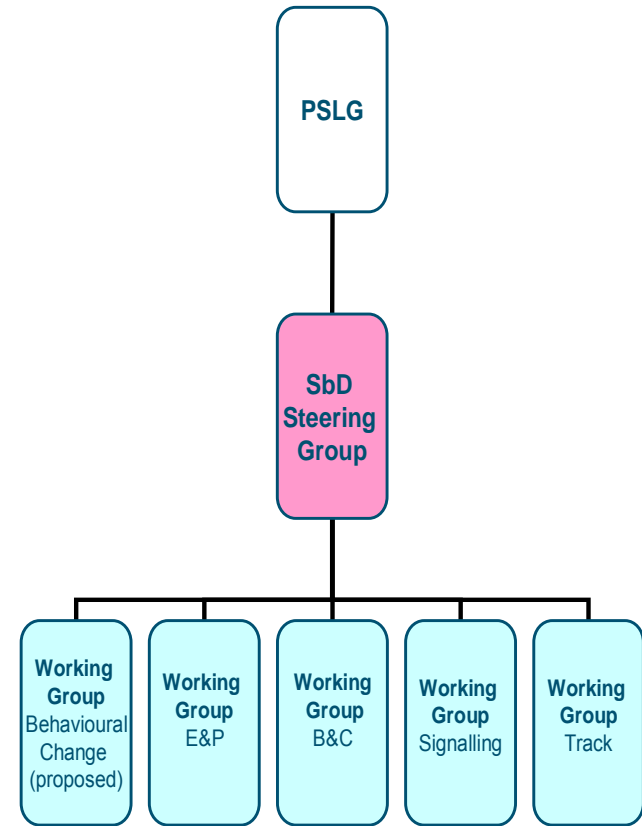 PSLG
SbD
Steering
Group
Working
Group
Behavioural
Change
(proposed)
Working
Group
E&P
Working
Group
B&C
Working
Group
Signalling
Working
Group
Track